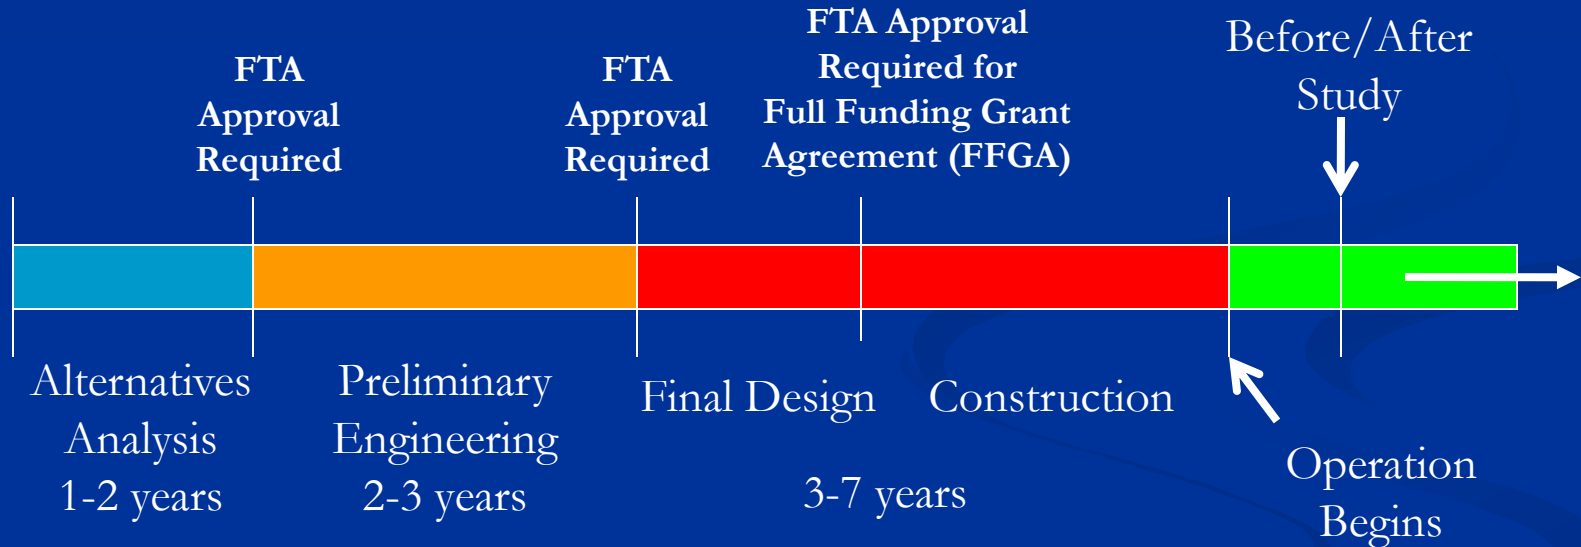 FTA
Approval
Required
FTA
Approval
Required
FTA Approval
Required for
Full Funding Grant
Agreement (FFGA)
Before/After
Study
Alternatives
Analysis
1-2 years
Preliminary
Engineering
2-3 years
Final Design
Construction
3-7 years
Operation
Begins